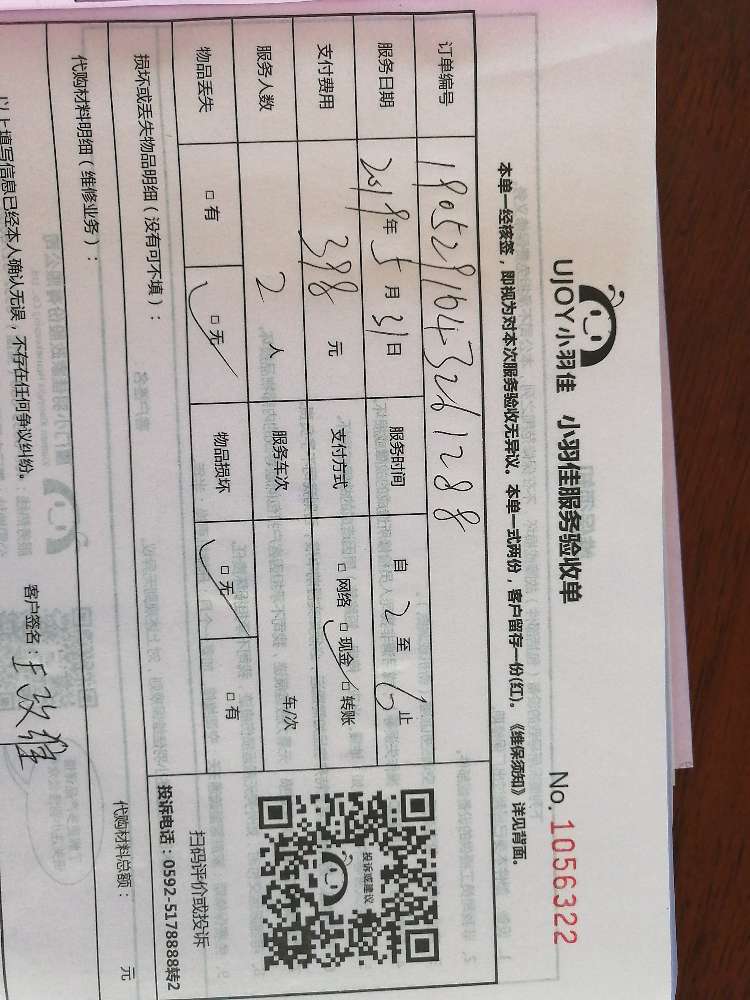 UJOY小羽佳 小羽佳服务验收单
No. 1056322
本单一经核签，即视为对本次服务验收无异议。本单一式两份，客户留存一份(红)。《维保须知》详见背面。
订单编号 1905291643261288
服务日期 2019年5月31日 服务时间 自 2 至 6 止
支付费用 398 元 支付方式 □网络 □现金 □转账
服务人数 2 人 服务车次 车/次
物品丢失 □有 □无 物品损坏 □无 □有
投诉或建议
扫码评价或投诉
投诉电话：0592-5178888转2
损坏或丢失物品明细（没有可不填）：
代购材料明细（维修业务）： 代购材料总额： 元
以上填写信息已经本人确认无误，不存在任何争议纠纷。 客户签名：王政雄